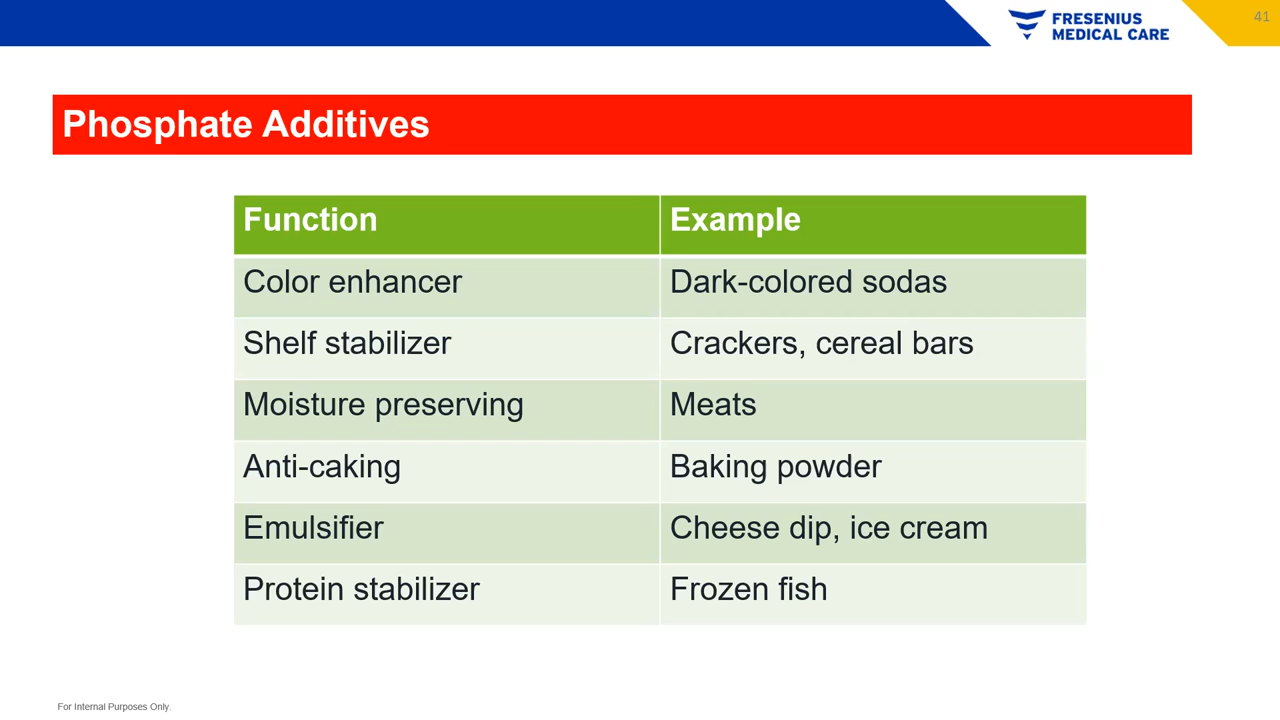 41
FRESENIUS
MEDICAL CARE
Phosphate Additives
Function Example
Color enhancer Dark-colored sodas
Shelf stabilizer Crackers, cereal bars
Moisture preserving Meats
Anti-caking Baking powder
Emulsifier Cheese dip, ice cream
Protein stabilizer Frozen fish
For Internal Purposes Only.